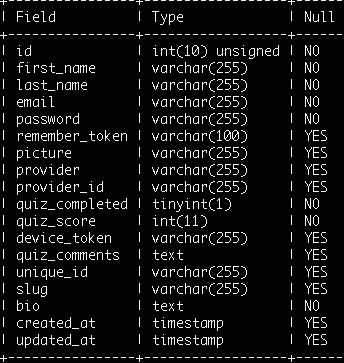 +----------------+------------------+------
| Field          | Type             | Null
+----------------+------------------+------
| id             | int(10) unsigned | NO
| first_name     | varchar(255)     | NO
| last_name      | varchar(255)     | NO
| email          | varchar(255)     | NO
| password       | varchar(255)     | NO
| remember_token | varchar(100)     | YES
| picture        | varchar(255)     | YES
| provider       | varchar(255)     | YES
| provider_id    | varchar(255)     | YES
| quiz_completed | tinyint(1)       | NO
| quiz_score     | int(11)          | NO
| device_token   | varchar(255)     | YES
| quiz_comments  | text             | YES
| unique_id      | varchar(255)     | YES
| slug           | varchar(255)     | YES
| bio            | text             | NO
| created_at     | timestamp        | YES
| updated_at     | timestamp        | YES
+----------------+------------------+------